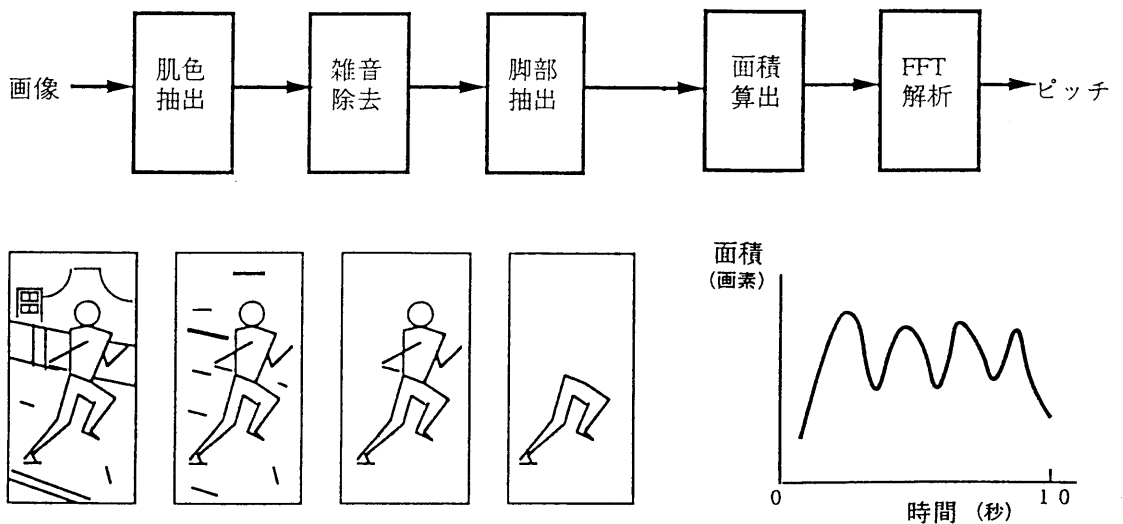 画像
肌色
抽出
雑音
除去
脚部
抽出
面積
算出
FFT
解析
ピッチ
面積
(画素)
0
10
時間 (秒)